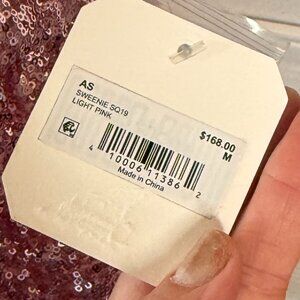 AS
SWEENIE SQ19
LIGHT PINK
$168.00
M
4 10006 11386 2
Made in China